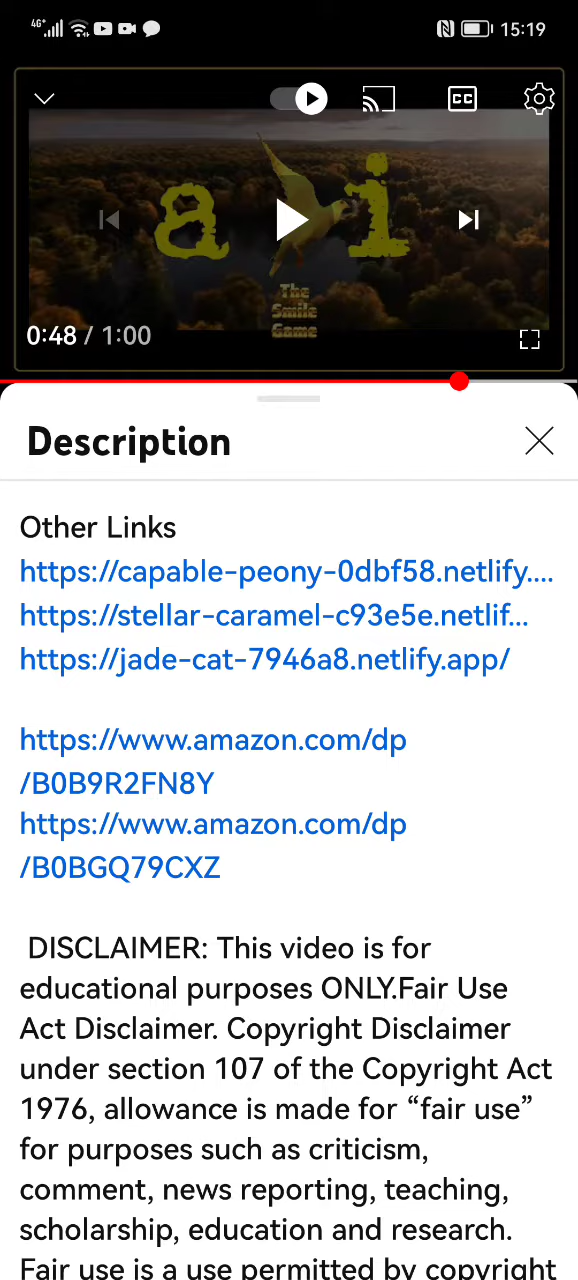 4G+ 15:19
CC
a i
The
Smile
Game
0:48 / 1:00
Description
Other Links
https://capable-peony-0dbf58.netlify....
https://stellar-caramel-c93e5e.netlif...
https://jade-cat-7946a8.netlify.app/
https://www.amazon.com/dp
/B0B9R2FN8Y
https://www.amazon.com/dp
/B0BGQ79CXZ
DISCLAIMER: This video is for
educational purposes ONLY.Fair Use
Act Disclaimer. Copyright Disclaimer
under section 107 of the Copyright Act
1976, allowance is made for “fair use”
for purposes such as criticism,
comment, news reporting, teaching,
scholarship, education and research.
Fair use is a use permitted by copyright